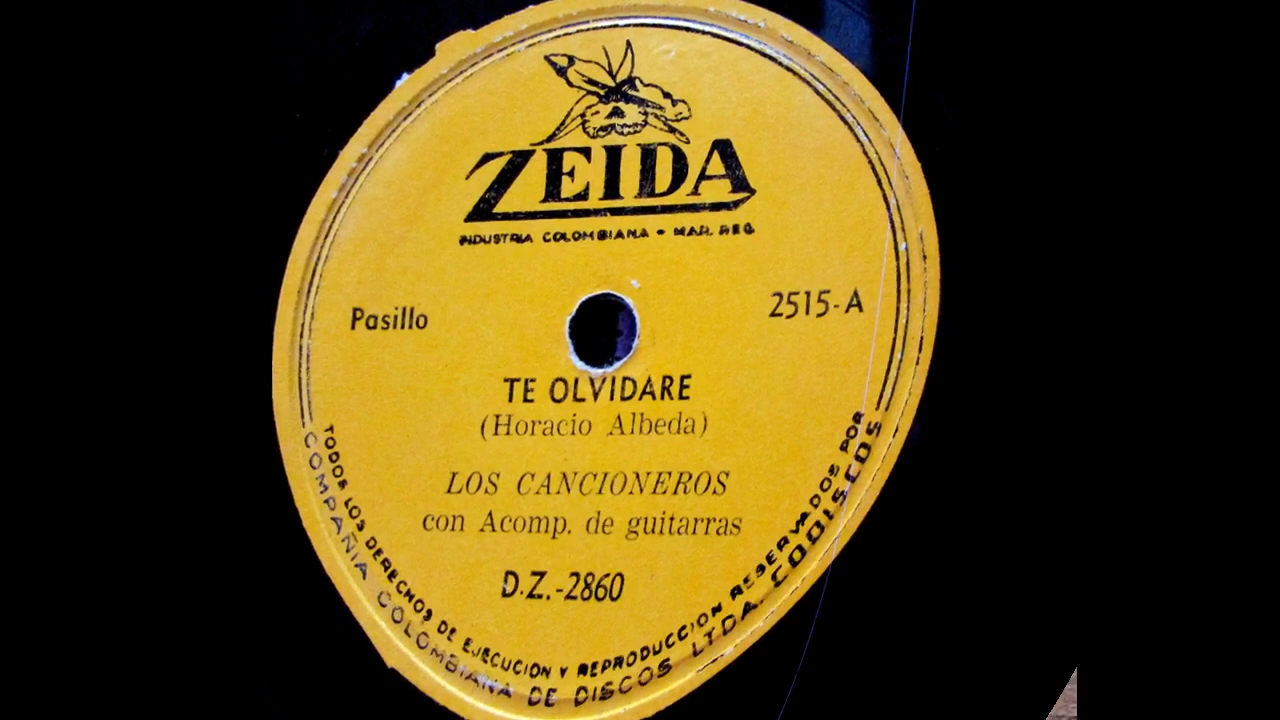 ZEIDA
INDUSTRIA COLOMBIANA - MAR. REG.
Pasillo
2515-A
TE OLVIDARE
(Horacio Albeda)
LOS CANCIONEROS
con Acomp. de guitarras
D.Z.-2860
TODOS LOS DERECHOS DE EJECUCION Y REPRODUCCION RESERVADOS POR
COMPAÑIA COLOMBIANA DE DISCOS LTDA. CODISCOS